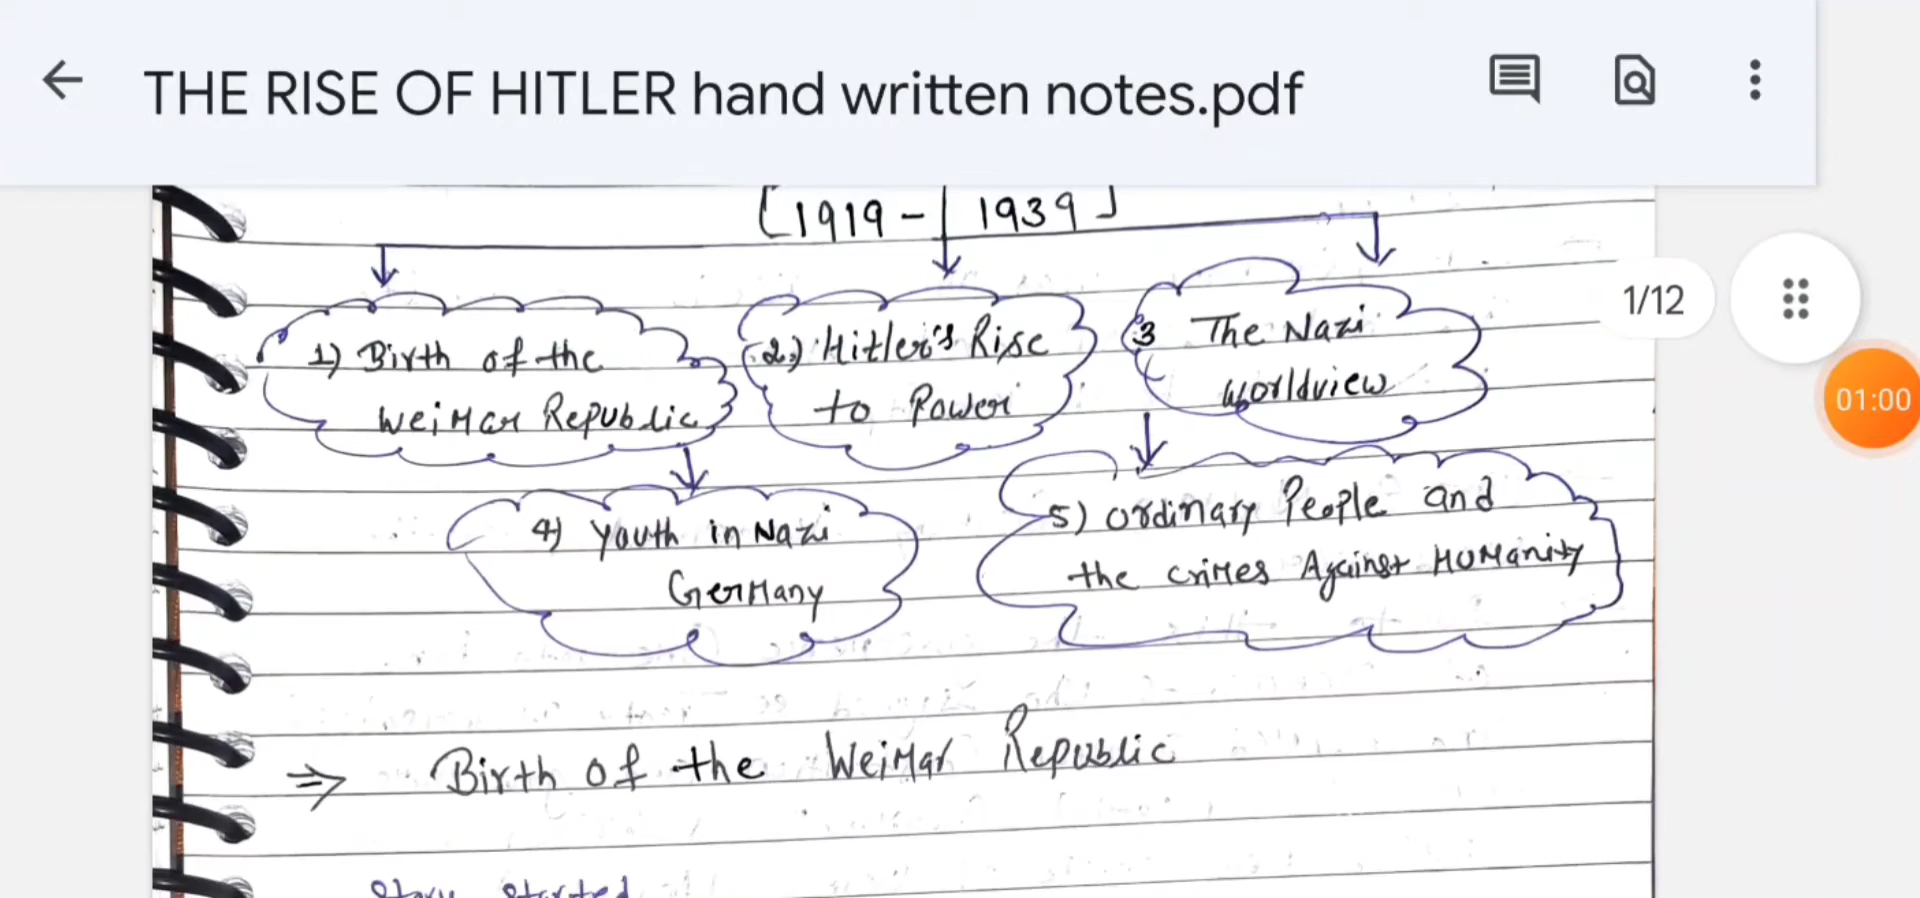 THE RISE OF HITLER hand written notes.pdf
[1919 - 1939]
1/12
01:00
1) Birth of the
Weimar Republic
2.) Hitler's Rise
to Power
3 The Nazi
worldview
4) Youth in Nazi
Germany
5) ordinary People and
the crimes Against Humanity
⇒ Birth of the Weimar Republic
Story Started